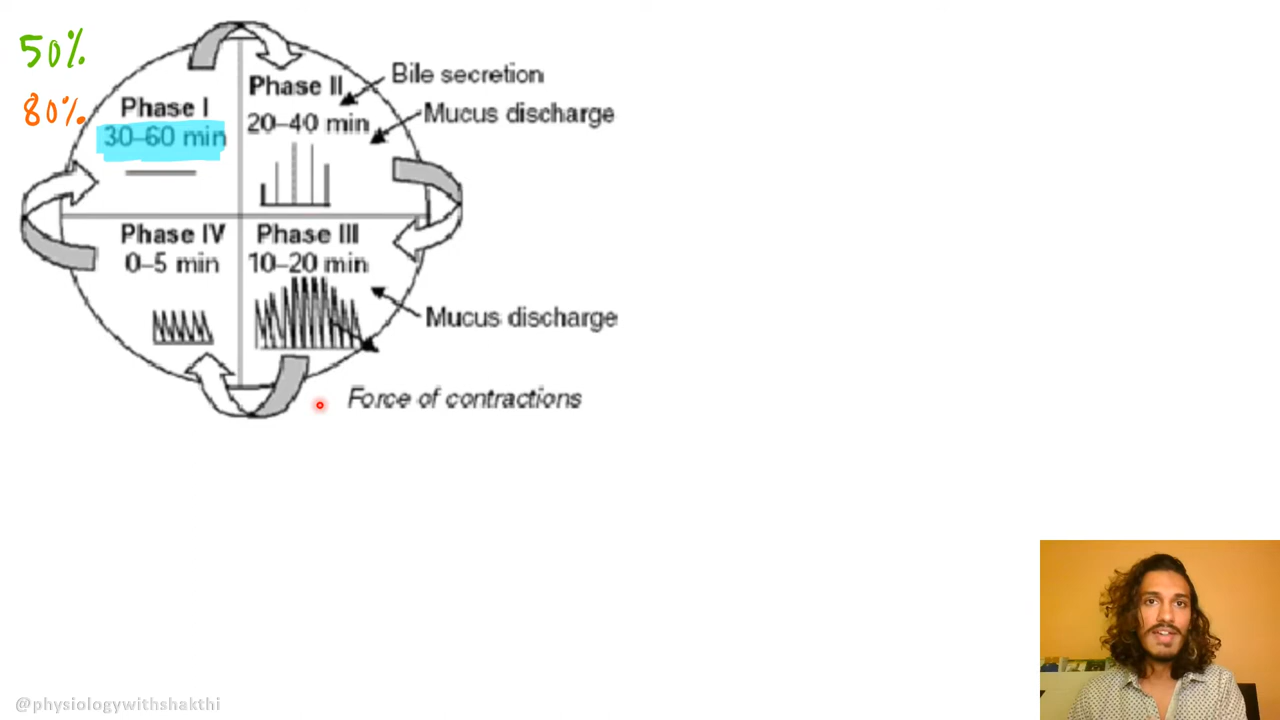 50%
80%
Phase I
30–60 min
Phase II
20–40 min
Bile secretion
Mucus discharge
Phase IV
0–5 min
Phase III
10–20 min
Mucus discharge
Force of contractions
@physiologywithshakthi